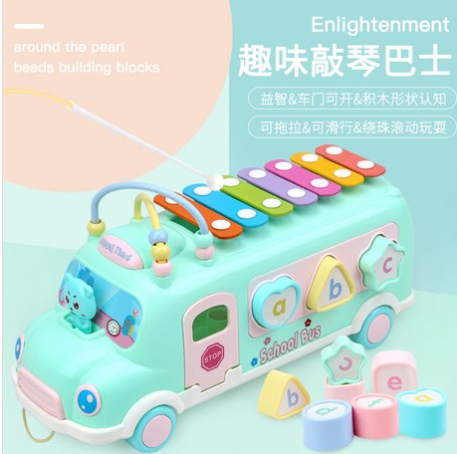 Enlightenment
around the pearl
beads building blocks
趣味敲琴巴士
益智&车门可开&积木形状认知
可拖拉&可滑行&绕珠滚动玩耍
a
b
c
STOP
School Bus
b
c
e
d
a